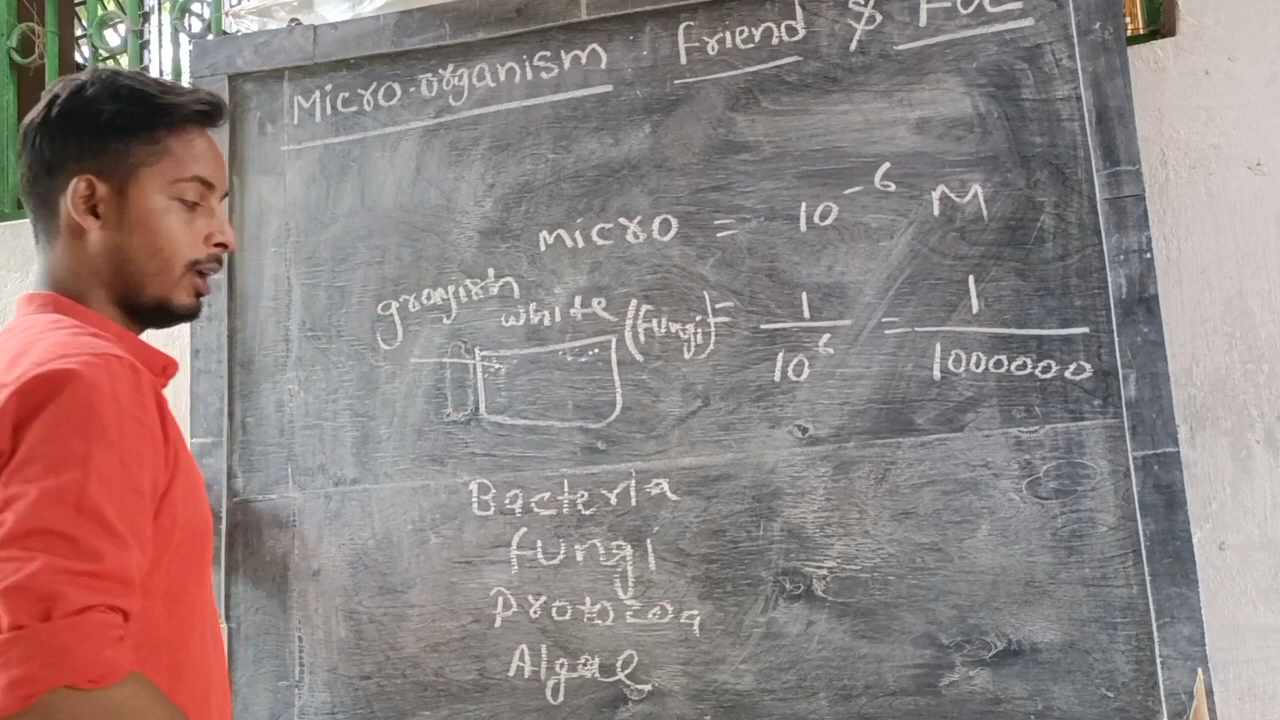 Micro-organism : friend & Foe
micro = 10⁻⁶ M
grayish
white (fungi) = 1/10⁶ = 1/1000000
Bacteria
fungi
Protozoa
Algae